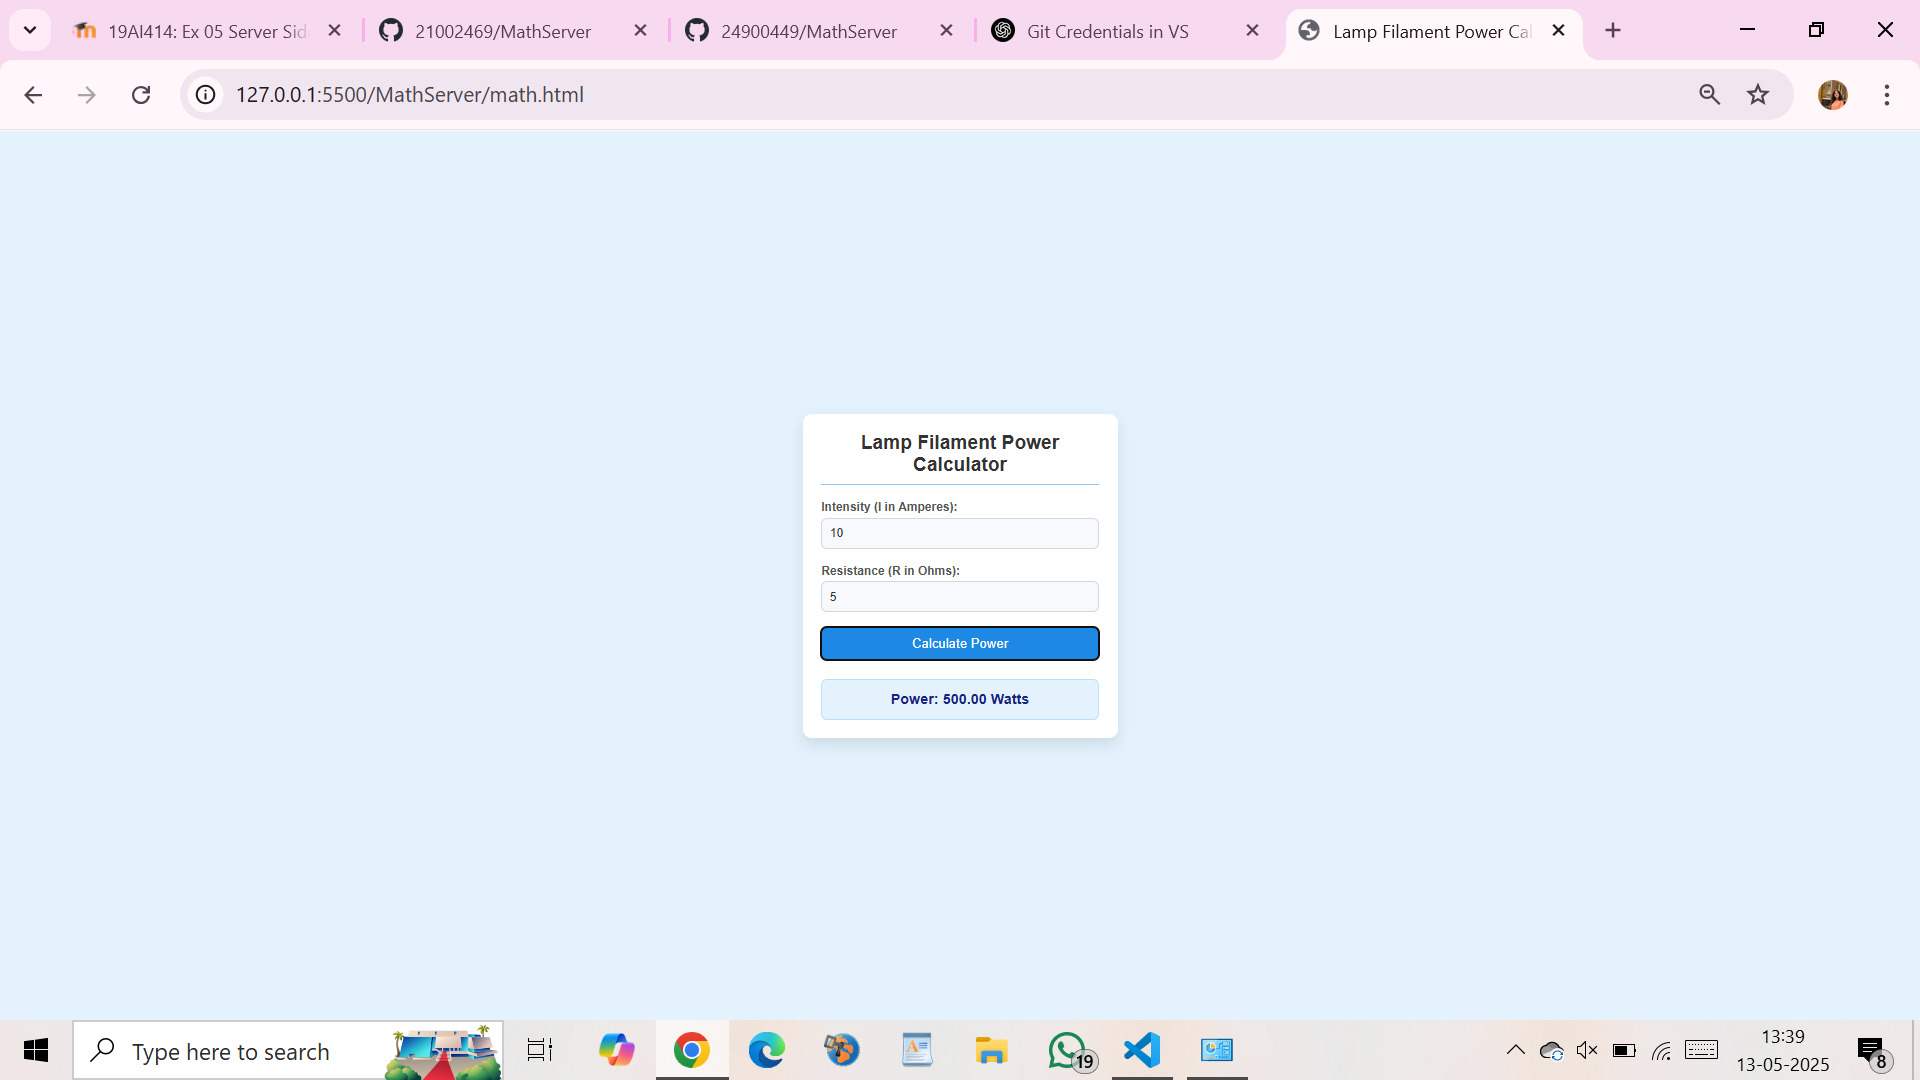 19AI414: Ex 05 Server Sid
21002469/MathServer
24900449/MathServer
Git Credentials in VS
Lamp Filament Power Cal
127.0.0.1:5500/MathServer/math.html
Lamp Filament Power
Calculator
Intensity (I in Amperes):
10
Resistance (R in Ohms):
5
Calculate Power
Power: 500.00 Watts
Type here to search
19
13:39
13-05-2025
8